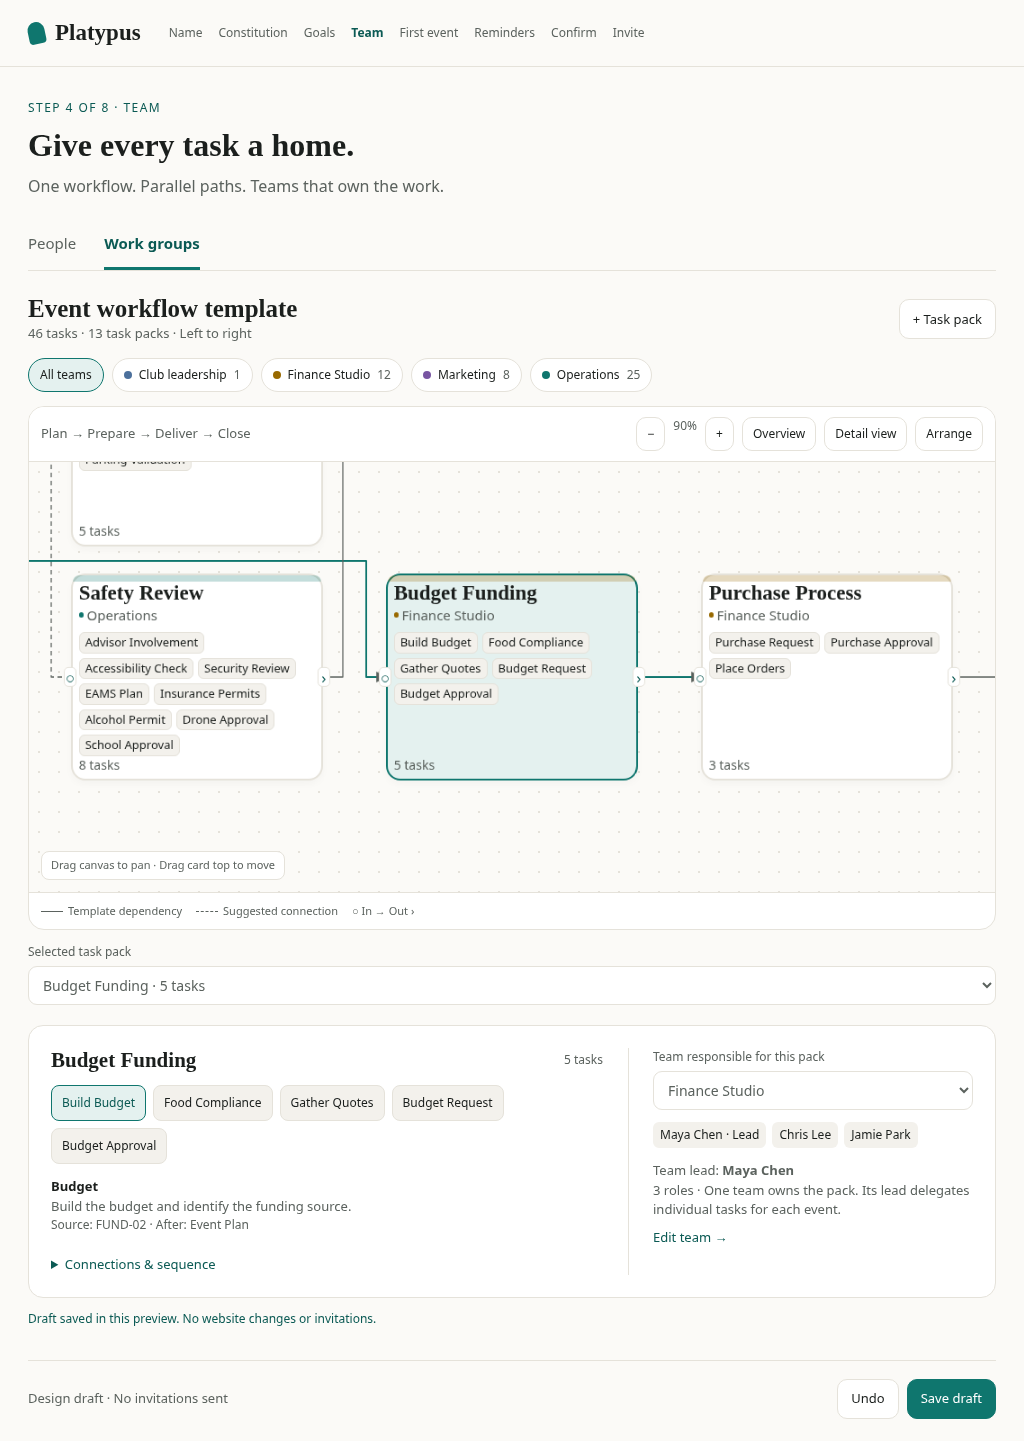 Platypus
Name Constitution Goals Team First event Reminders Confirm Invite
STEP 4 OF 8 · TEAM
Give every task a home.
One workflow. Parallel paths. Teams that own the work.
People Work groups
Event workflow template
46 tasks · 13 task packs · Left to right
+ Task pack
All teams Club leadership 1 Finance Studio 12 Marketing 8 Operations 25
Plan → Prepare → Deliver → Close
− 90% + Overview Detail view Arrange
Parking Validation
5 tasks
Safety Review
Operations
Advisor Involvement
Accessibility Check Security Review
EAMS Plan Insurance Permits
Alcohol Permit Drone Approval
School Approval
8 tasks
Budget Funding
Finance Studio
Build Budget Food Compliance
Gather Quotes Budget Request
Budget Approval
5 tasks
Purchase Process
Finance Studio
Purchase Request Purchase Approval
Place Orders
3 tasks
Drag canvas to pan · Drag card top to move
Template dependency Suggested connection ○ In → Out ›
Selected task pack
Budget Funding · 5 tasks
Budget Funding
5 tasks
Build Budget Food Compliance Gather Quotes Budget Request
Budget Approval
Budget
Build the budget and identify the funding source.
Source: FUND-02 · After: Event Plan
▶ Connections & sequence
Team responsible for this pack
Finance Studio
Maya Chen · Lead Chris Lee Jamie Park
Team lead: Maya Chen
3 roles · One team owns the pack. Its lead delegates
individual tasks for each event.
Edit team →
Draft saved in this preview. No website changes or invitations.
Design draft · No invitations sent
Undo Save draft